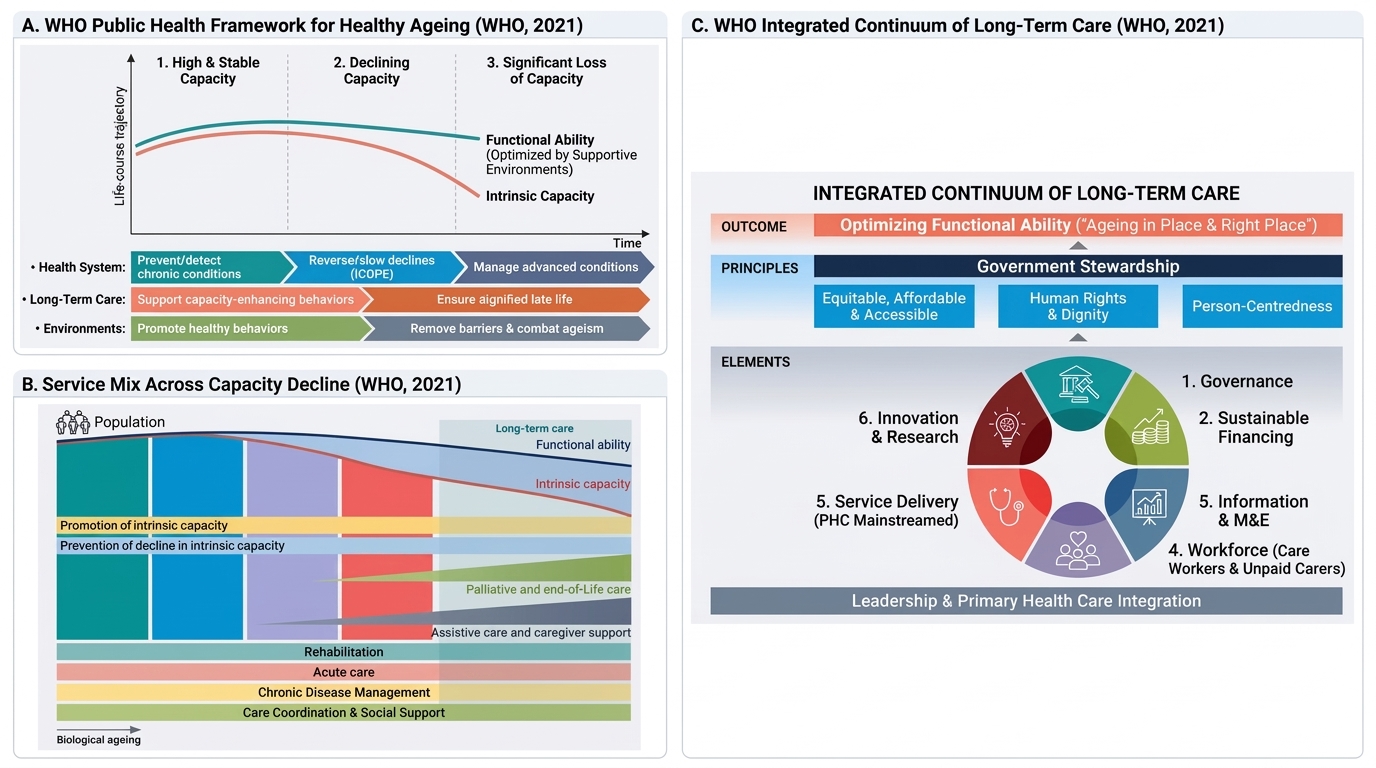 A. WHO Public Health Framework for Healthy Ageing (WHO, 2021)
1. High & Stable
Capacity
2. Declining
Capacity
3. Significant Loss
of Capacity
Life-course trajectory
Functional Ability
(Optimized by Supportive
Environments)
Intrinsic Capacity
Time
• Health System:
Prevent/detect
chronic conditions
Reverse/slow declines
(ICOPE)
Manage advanced conditions
• Long-Term Care:
Support capacity-enhancing behaviors
Ensure aignified late life
• Environments:
Promote healthy behaviors
Remove barriers & combat ageism
B. Service Mix Across Capacity Decline (WHO, 2021)
Population
Long-term care
Functional ability
Intrinsic capacity
Promotion of intrinsic capacity
Prevention of decline in intrinsic capacity
Palliative and end-of-Life care
Assistive care and caregiver support
Rehabilitation
Acute care
Chronic Disease Management
Care Coordination & Social Support
Biological ageing
C. WHO Integrated Continuum of Long-Term Care (WHO, 2021)
INTEGRATED CONTINUUM OF LONG-TERM CARE
OUTCOME
Optimizing Functional Ability ("Ageing in Place & Right Place")
PRINCIPLES
Government Stewardship
Equitable, Affordable
& Accessible
Human Rights
& Dignity
Person-Centredness
ELEMENTS
1. Governance
2. Sustainable
Financing
5. Information
& M&E
4. Workforce (Care
Workers & Unpaid Carers)
5. Service Delivery
(PHC Mainstreamed)
6. Innovation
& Research
Leadership & Primary Health Care Integration